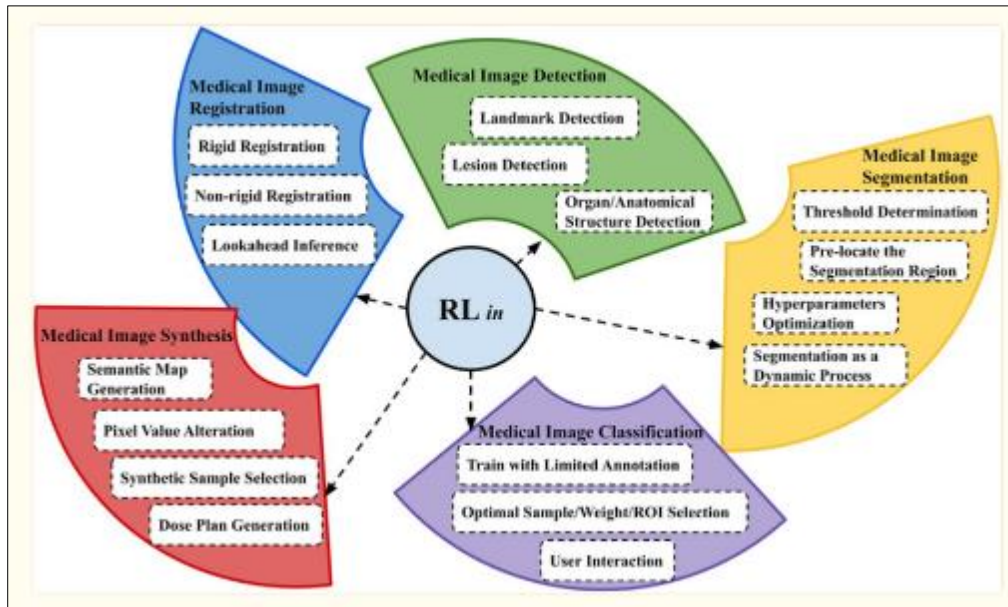 Medical Image
Registration
Rigid Registration
Non-rigid Registration
Lookahead Inference
Medical Image Detection
Landmark Detection
Lesion Detection
Organ/Anatomical
Structure Detection
Medical Image
Segmentation
Threshold Determination
Pre-locate the
Segmentation Region
Hyperparameters
Optimization
Segmentation as a
Dynamic Process
RL in
Medical Image Synthesis
Semantic Map
Generation
Pixel Value Alteration
Synthetic Sample Selection
Dose Plan Generation
Medical Image Classification
Train with Limited Annotation
Optimal Sample/Weight/ROI Selection
User Interaction